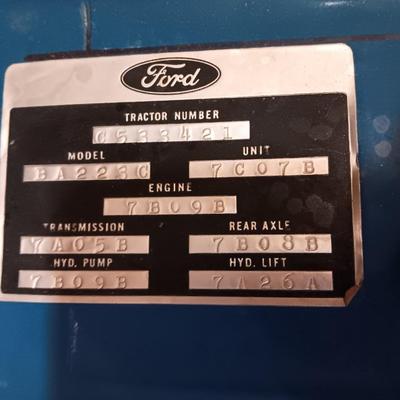 Ford
TRACTOR NUMBER
C533421
MODEL UNIT
BA223C 7C07B
ENGINE
7B09B
TRANSMISSION REAR AXLE
7A05B 7B08B
HYD. PUMP HYD. LIFT
7B09B 7A26A